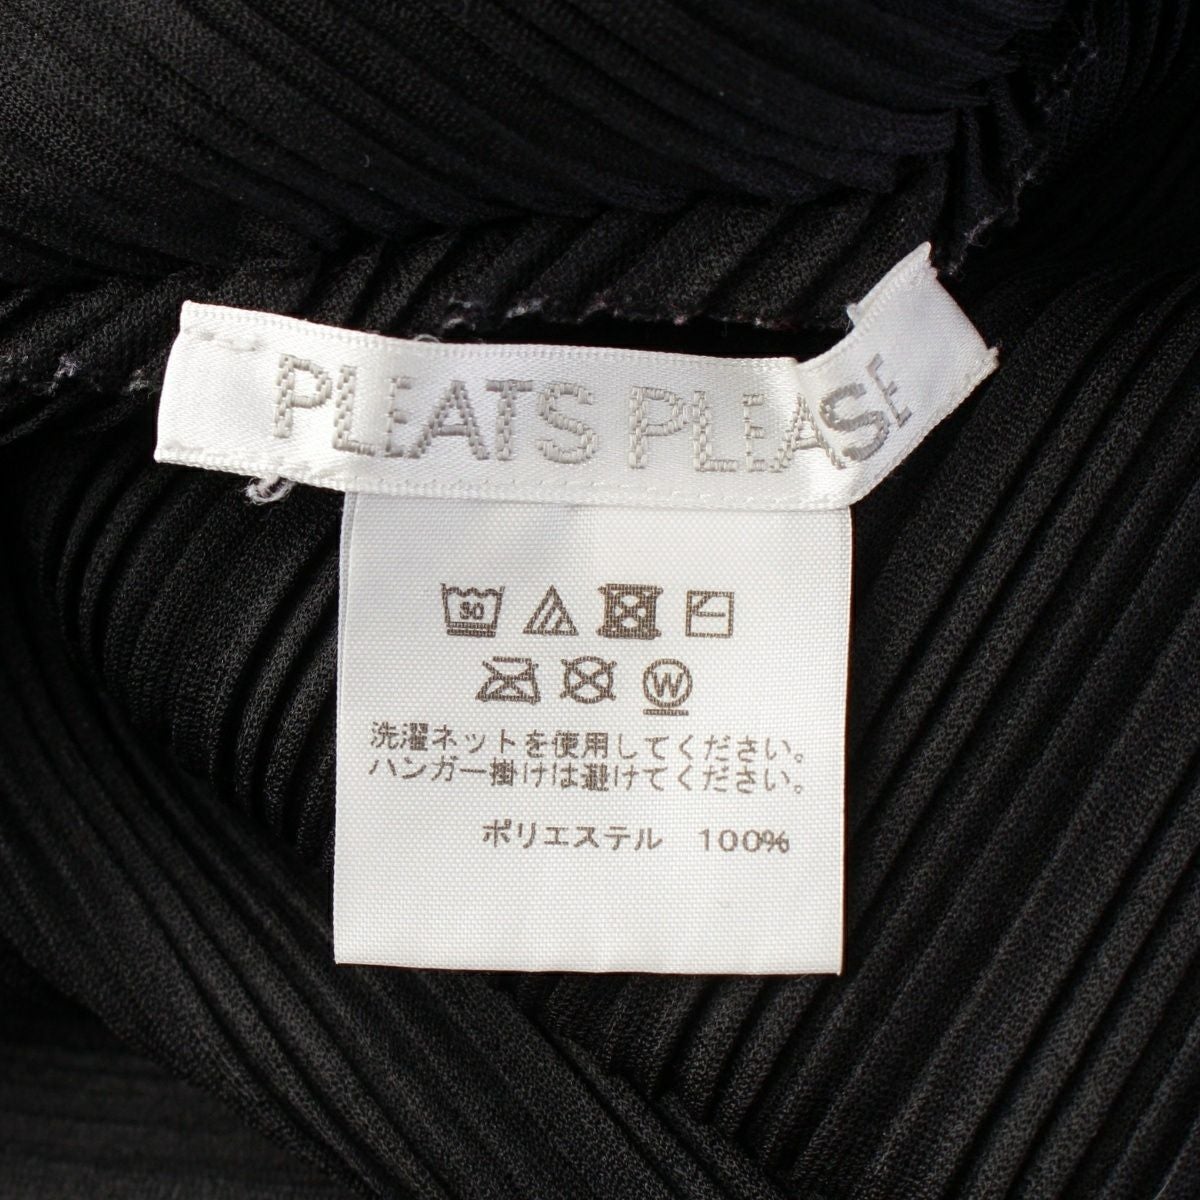 PLEATS PLEASE
30
W
洗濯ネットを使用してください。
ハンガー掛けは避けてください。
ポリエステル 100%